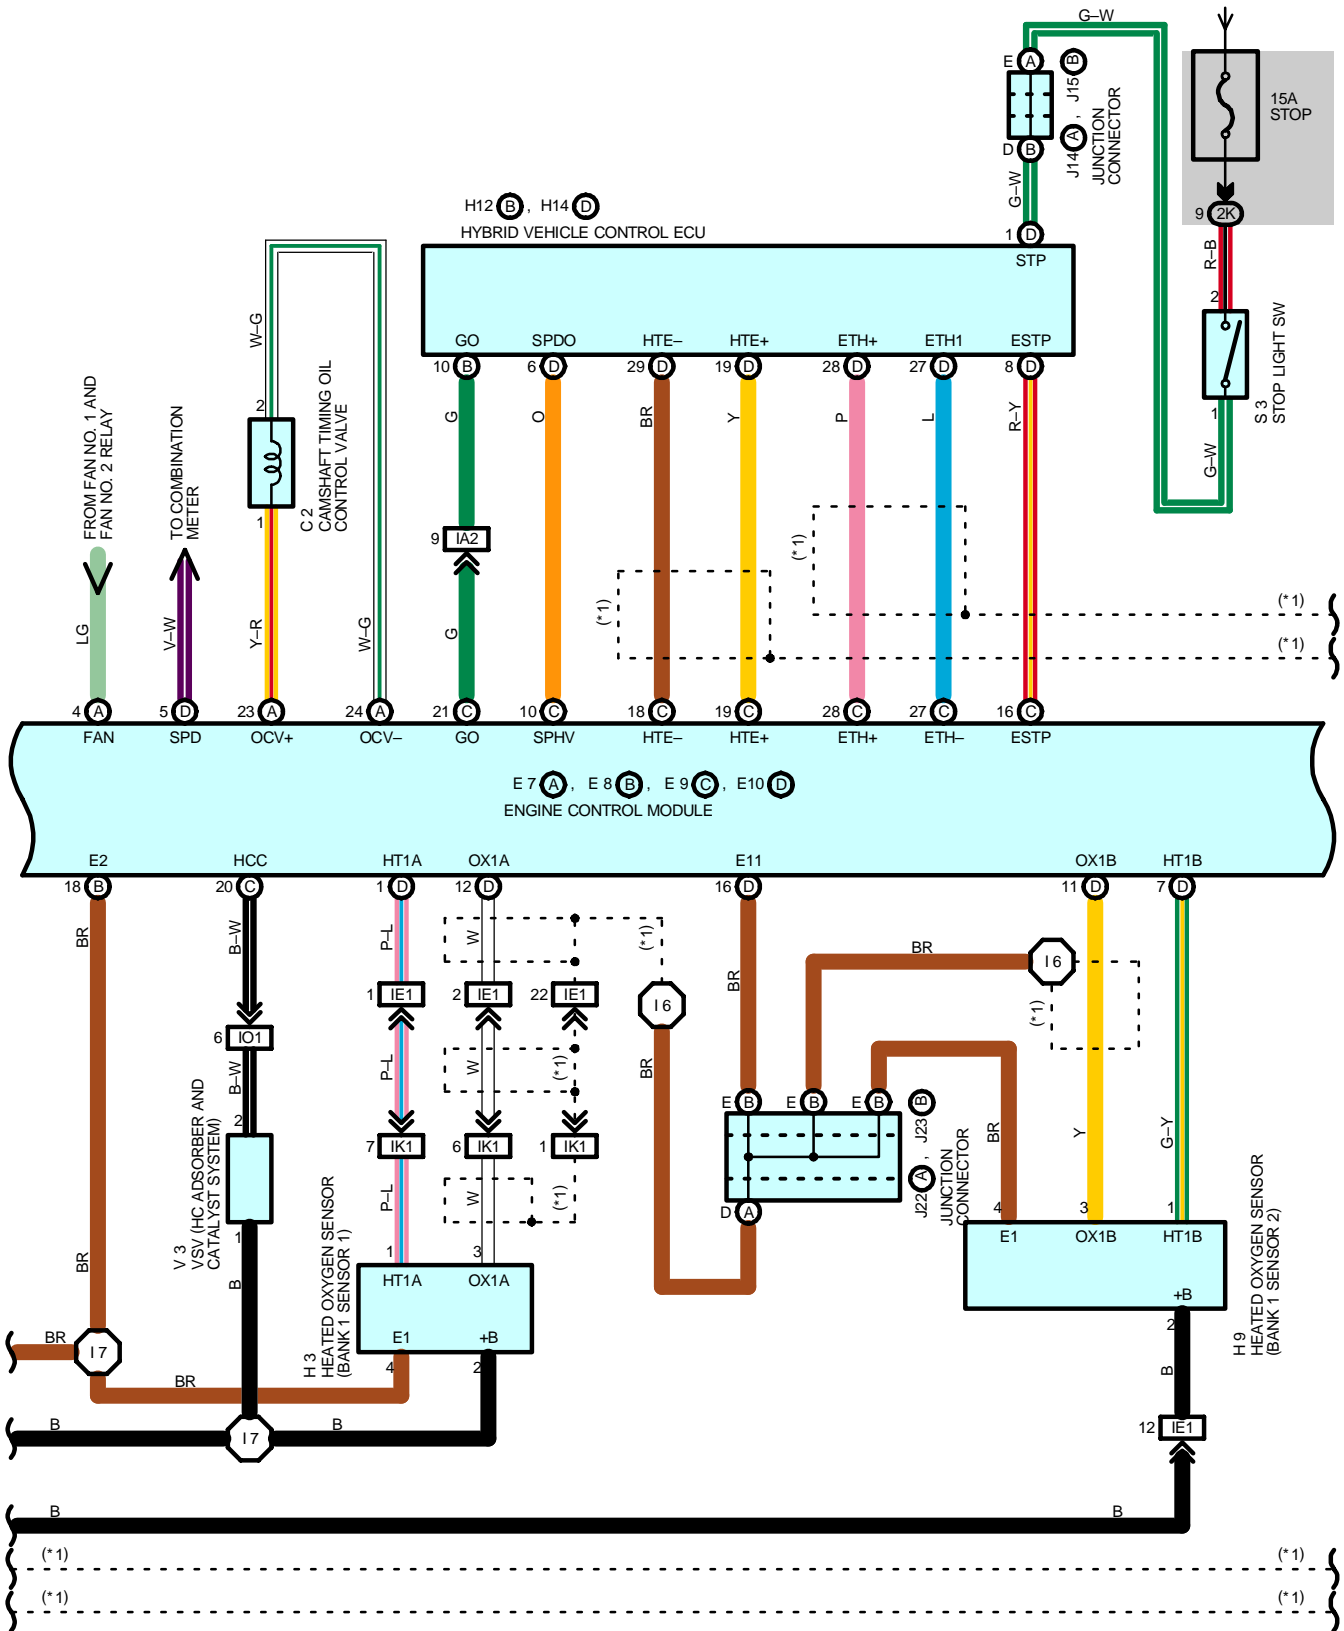 G–W
E A
J15 B
J14 A ,
JUNCTION
CONNECTOR
D B
G–W
15A
STOP
9 2K
R–B
2
S 3
STOP LIGHT SW
1
G–W
H12 B , H14 D
HYBRID VEHICLE CONTROL ECU
1 D
STP
GO SPDO HTE– HTE+ ETH+ ETH1 ESTP
10 B 6 D 29 D 19 D 28 D 27 D 8 D
G O BR Y P L R–Y
W–G
2
C 2
CAMSHAFT TIMING OIL
CONTROL VALVE
1
FROM FAN NO. 1 AND
FAN NO. 2 RELAY
TO COMBINATION
METER
9 IA2
(*1)
(*1)
(*1)
(*1)
LG V–W Y–R W–G G
4 A 5 D 23 A 24 A 21 C 10 C 18 C 19 C 28 C 27 C 16 C
FAN SPD OCV+ OCV– GO SPHV HTE– HTE+ ETH+ ETH– ESTP
E 7 A , E 8 B , E 9 C , E10 D
ENGINE CONTROL MODULE
E2 HCC HT1A OX1A E11 OX1B HT1B
18 B 20 C 1 D 12 D 16 D 11 D 7 D
BR B–W P–L W (*1) BR BR I 6
1 IE1 2 IE1 22 IE1 I 6 (*1)
6 IO1
B–W P–L W (*1) BR
2
V 3
VSV (HC ADSORBER AND
CATALYST SYSTEM)
1
7 IK1 6 IK1 1 IK1
E B E B E B
J23 B
J22 A ,
JUNCTION
CONNECTOR
D A
BR Y G–Y
P–L W (*1)
BR B
1 3
HT1A OX1A
E1 +B
4 2
H 3
HEATED OXYGEN SENSOR
(BANK 1 SENSOR 1)
4 3 1
E1 OX1B HT1B
+B
2
H 9
HEATED OXYGEN SENSOR
(BANK 1 SENSOR 2)
BR I 7
BR
B I 7 B
B
12 IE1
B B
(*1) (*1)
(*1) (*1)